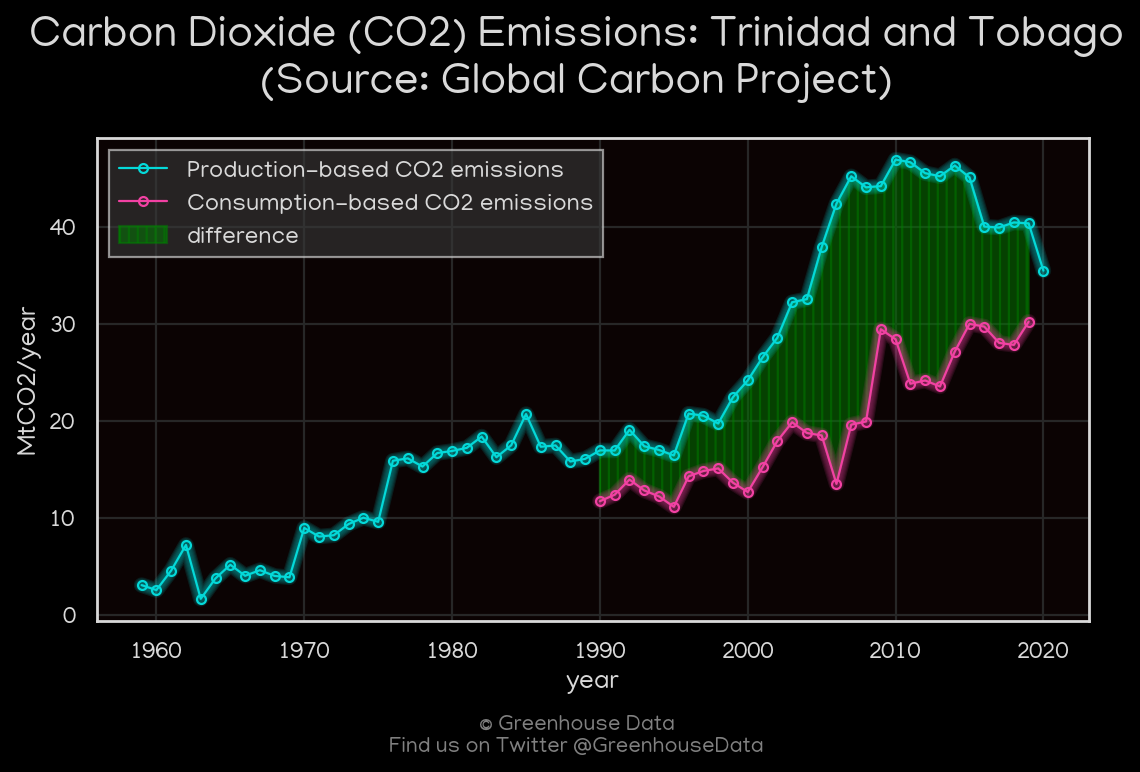 Carbon Dioxide (CO2) Emissions: Trinidad and Tobago
(Source: Global Carbon Project)
Production-based CO2 emissions
Consumption-based CO2 emissions
difference
MtCO2/year
40
30
20
10
0
1960 1970 1980 1990 2000 2010 2020
year
© Greenhouse Data
Find us on Twitter @GreenhouseData